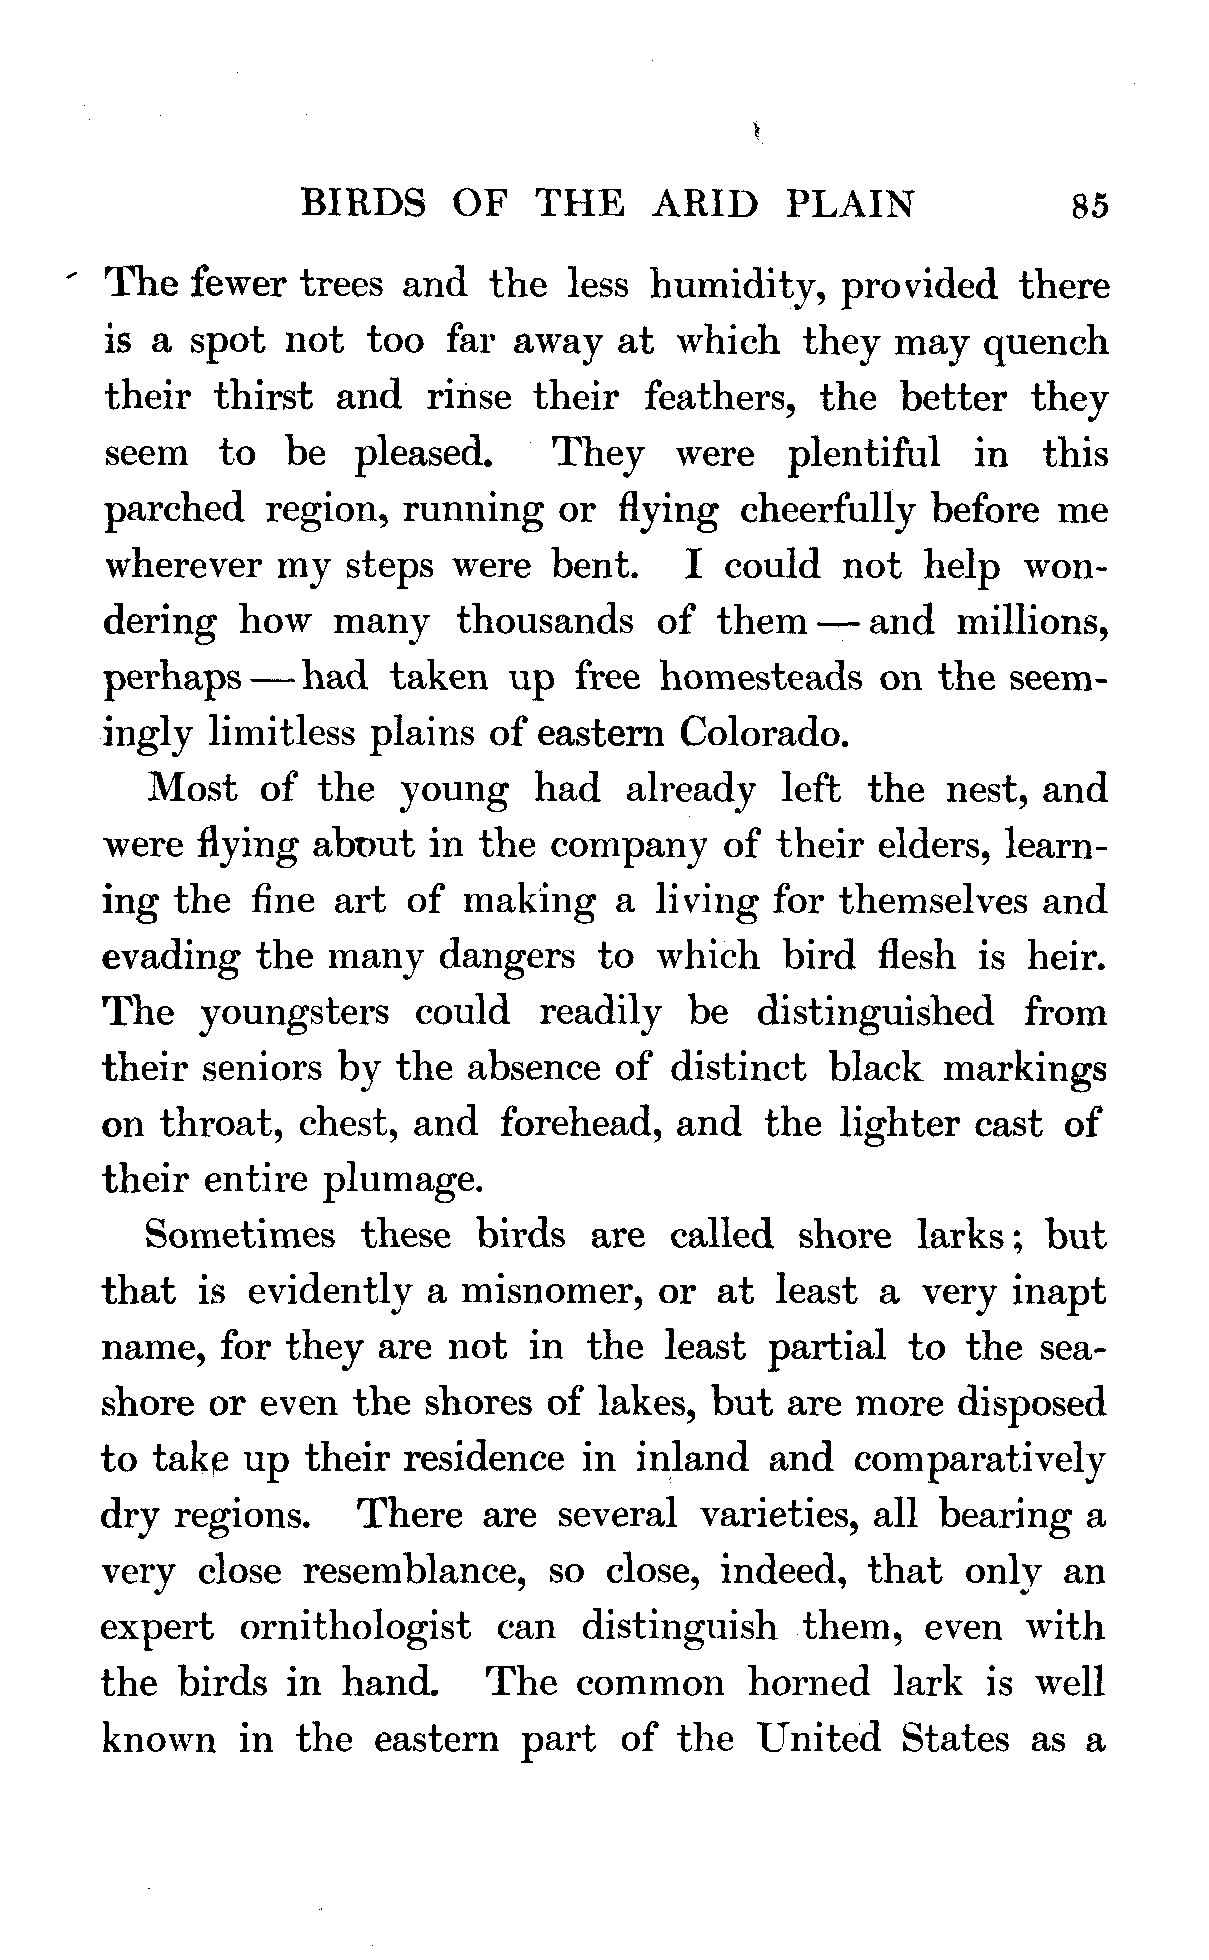 BIRDS OF THE ARID PLAIN 85
The fewer trees and the less humidity, provided there
is a spot not too far away at which they may quench
their thirst and rinse their feathers, the better they
seem to be pleased. They were plentiful in this
parched region, running or flying cheerfully before me
wherever my steps were bent. I could not help won-
dering how many thousands of them — and millions,
perhaps — had taken up free homesteads on the seem-
ingly limitless plains of eastern Colorado.
Most of the young had already left the nest, and
were flying about in the company of their elders, learn-
ing the fine art of making a living for themselves and
evading the many dangers to which bird flesh is heir.
The youngsters could readily be distinguished from
their seniors by the absence of distinct black markings
on throat, chest, and forehead, and the lighter cast of
their entire plumage.
Sometimes these birds are called shore larks; but
that is evidently a misnomer, or at least a very inapt
name, for they are not in the least partial to the sea-
shore or even the shores of lakes, but are more disposed
to take up their residence in inland and comparatively
dry regions. There are several varieties, all bearing a
very close resemblance, so close, indeed, that only an
expert ornithologist can distinguish them, even with
the birds in hand. The common horned lark is well
known in the eastern part of the United States as a